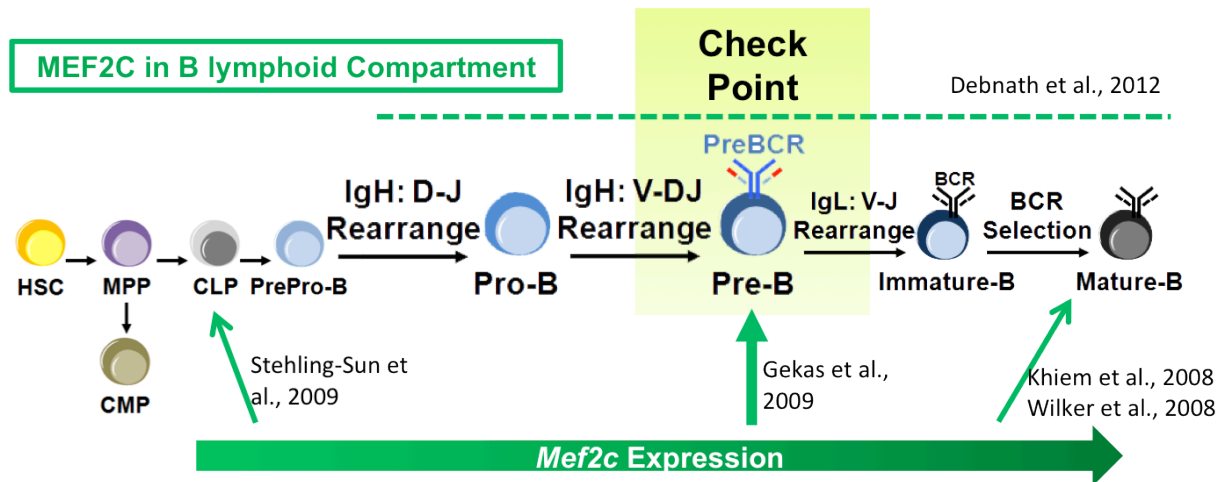 MEF2C in B lymphoid Compartment
Check
Point
Debnath et al., 2012
PreBCR
IgH: D-J
Rearrange
IgH: V-DJ
Rearrange
IgL: V-J
Rearrange
BCR
BCR
Selection
HSC
MPP
CLP
PrePro-B
Pro-B
Pre-B
Immature-B
Mature-B
CMP
Stehling-Sun et
al., 2009
Gekas et al.,
2009
Khiem et al., 2008
Wilker et al., 2008
Mef2c Expression